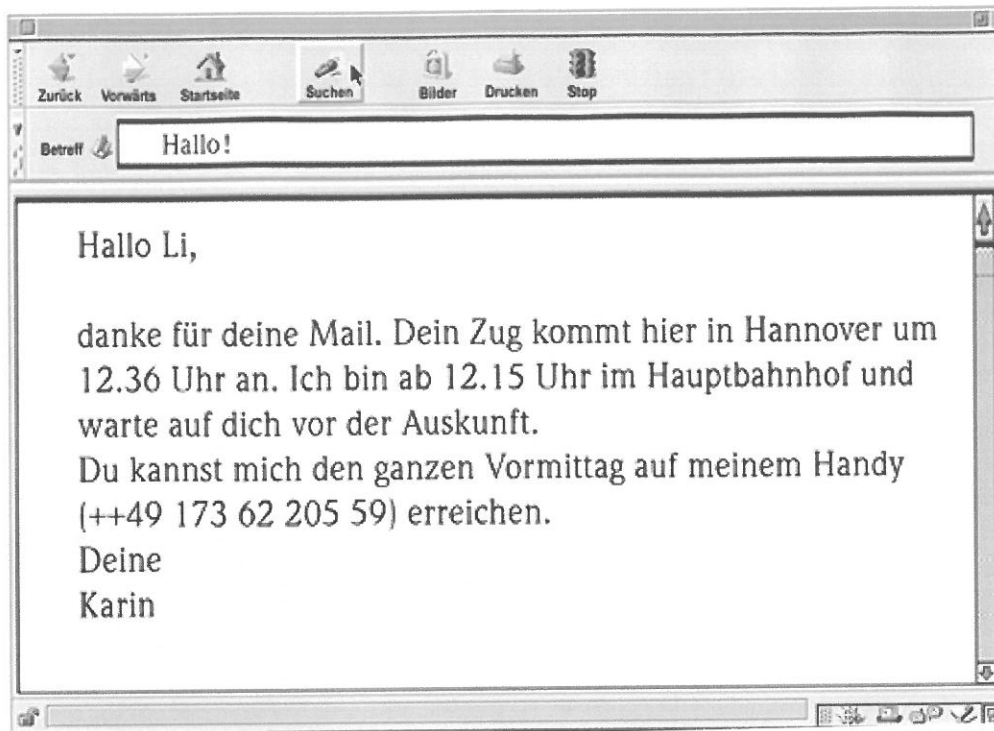 Zurück Vorwärts Startseite Suchen Bilder Drucken Stop
Betreff Hallo!
Hallo Li,
danke für deine Mail. Dein Zug kommt hier in Hannover um
12.36 Uhr an. Ich bin ab 12.15 Uhr im Hauptbahnhof und
warte auf dich vor der Auskunft.
Du kannst mich den ganzen Vormittag auf meinem Handy
(++49 173 62 205 59) erreichen.
Deine
Karin